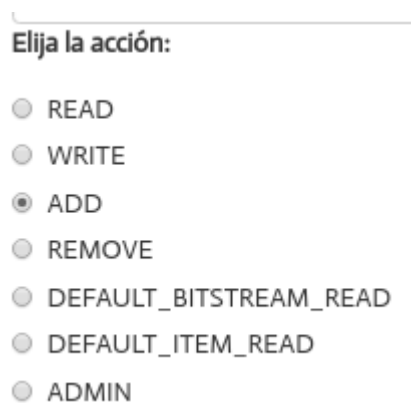 Elija la acción:
READ
WRITE
ADD
REMOVE
DEFAULT_BITSTREAM_READ
DEFAULT_ITEM_READ
ADMIN